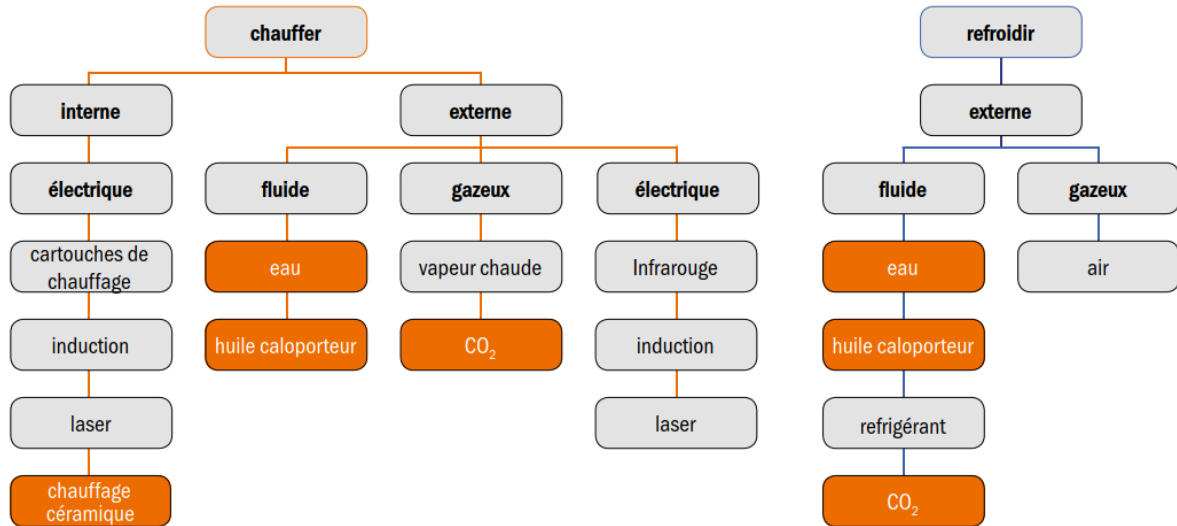 chauffer
refroidir
interne
externe
externe
électrique
fluide
gazeux
électrique
fluide
gazeux
cartouches de
chauffage
eau
vapeur chaude
Infrarouge
eau
air
induction
huile caloporteur
CO₂
induction
huile caloporteur
laser
laser
refrigérant
chauffage
céramique
CO₂